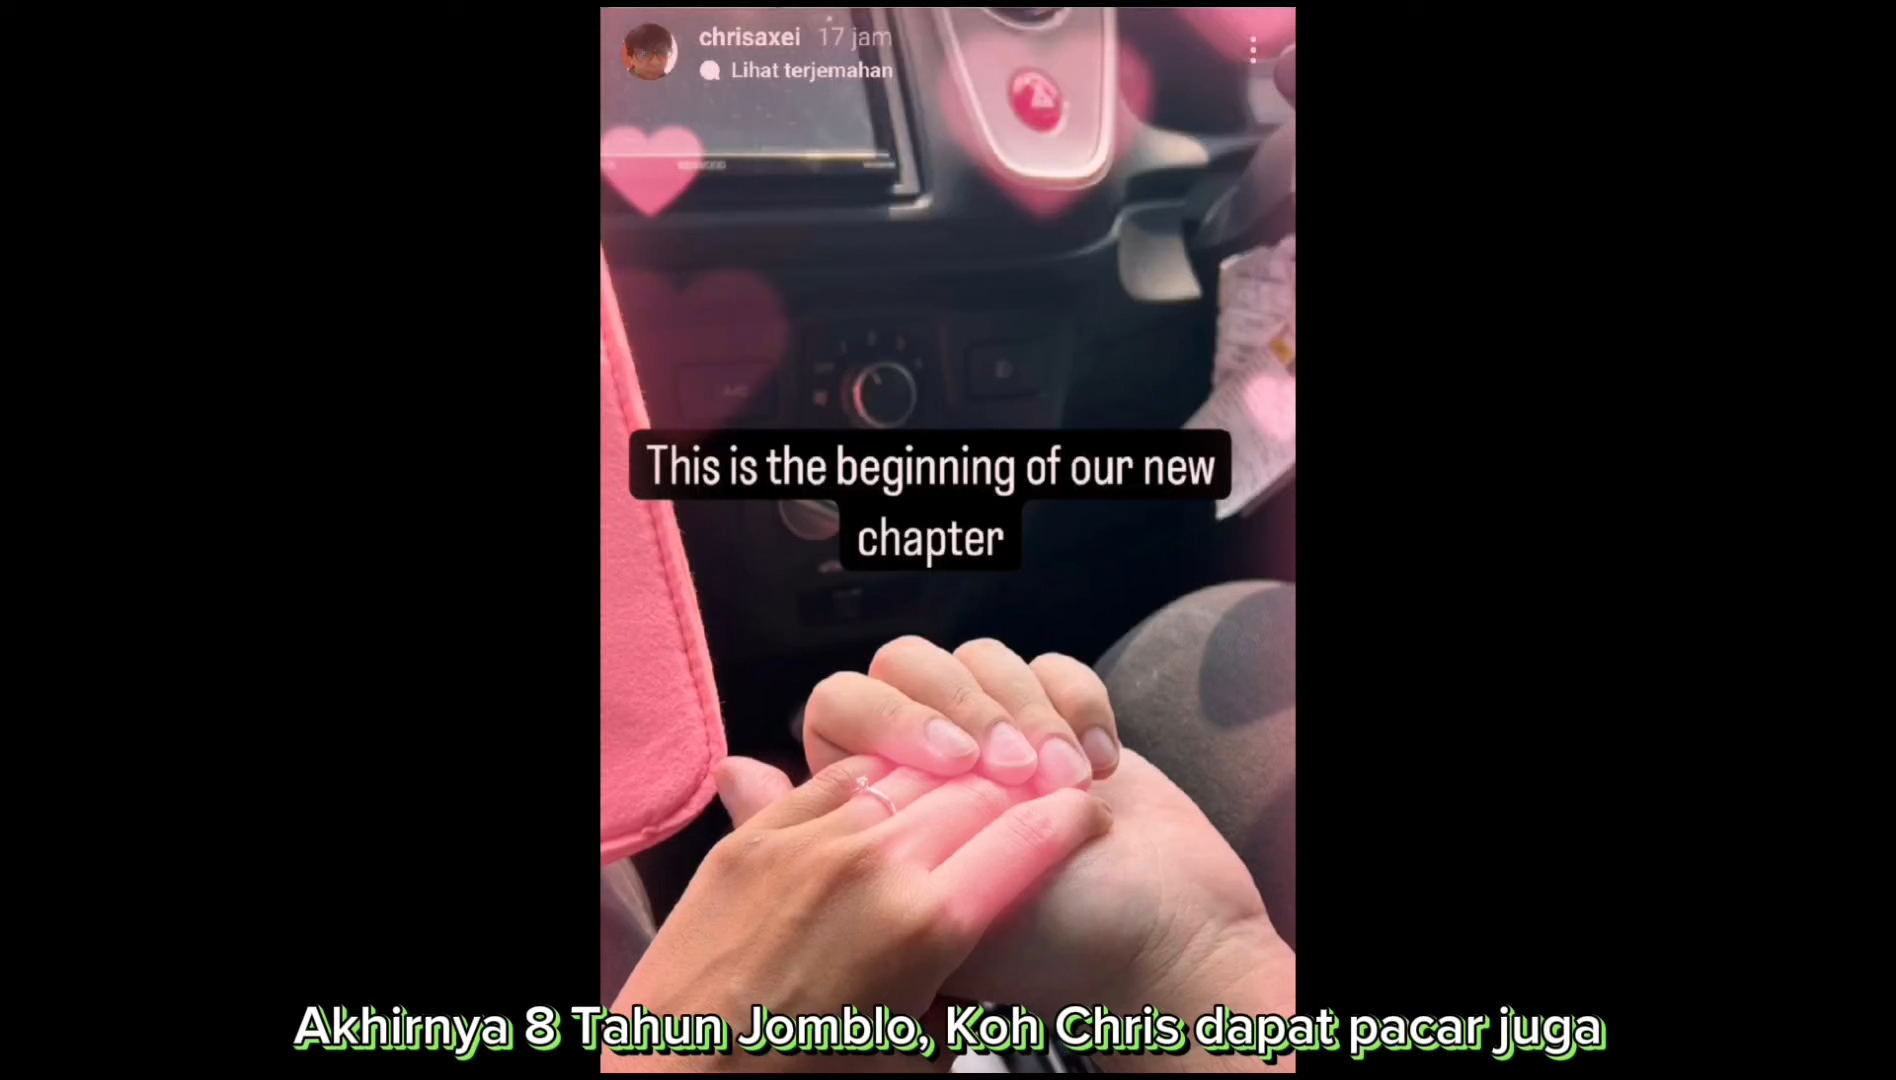 chrisaxei 17 jam
Lihat terjemahan
This is the beginning of our new
chapter
Akhirnya 8 Tahun Jomblo, Koh Chris dapat pacar juga